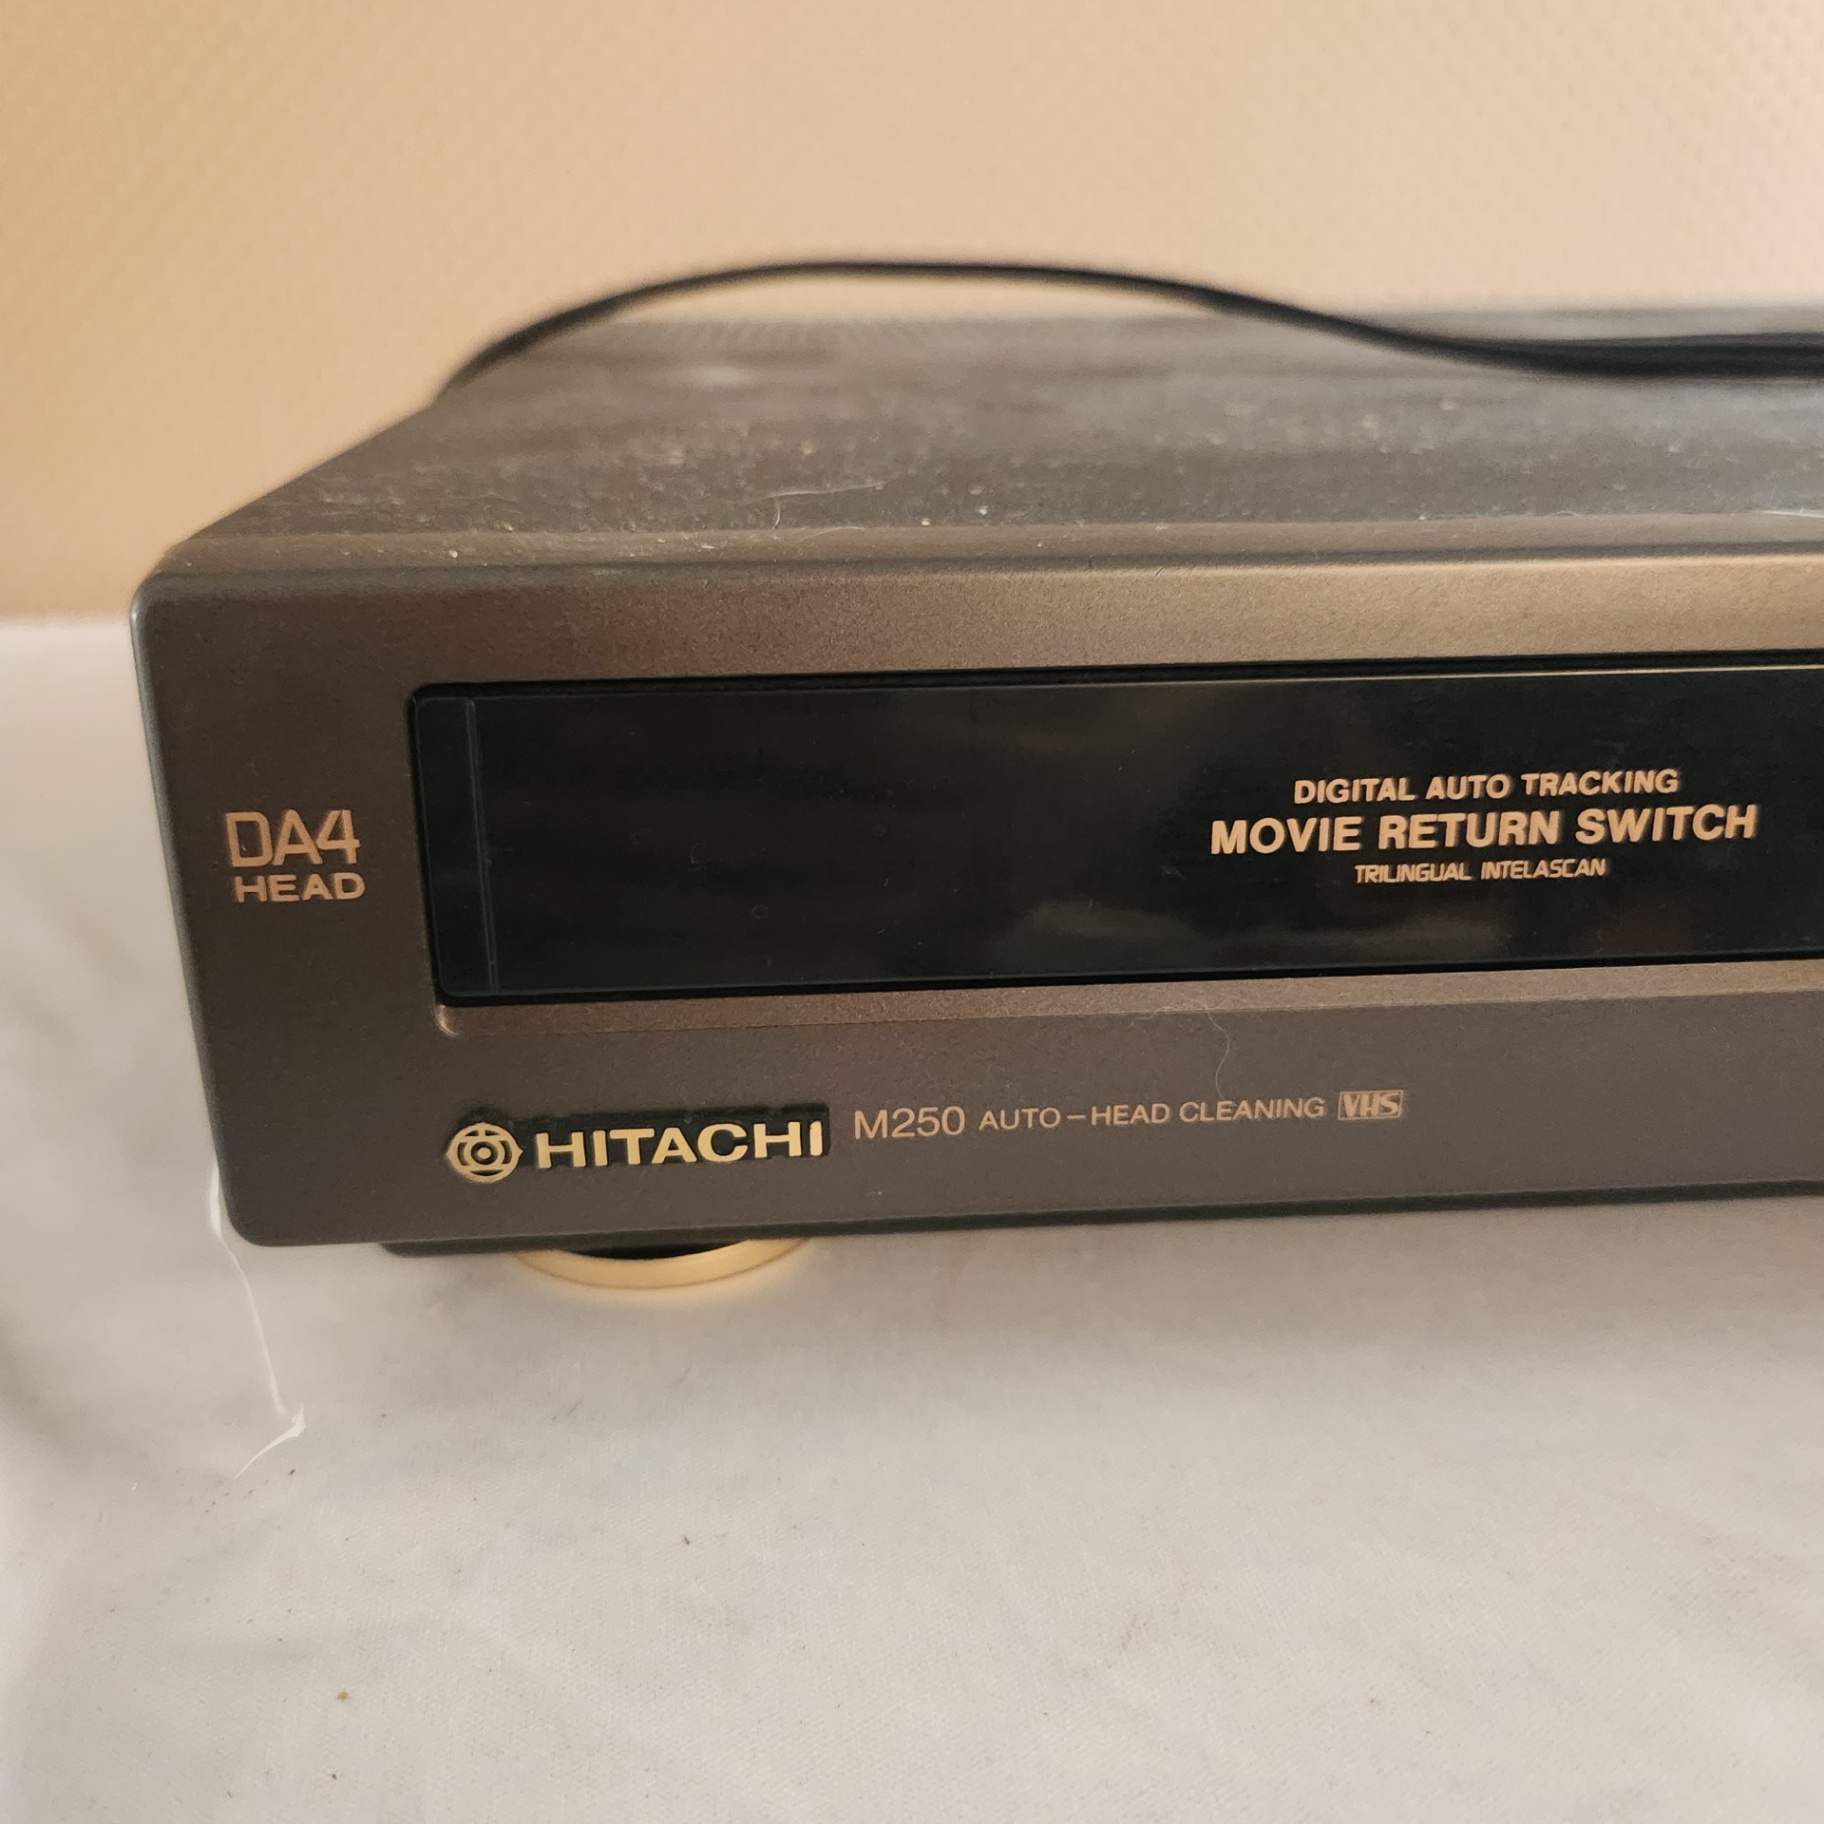 DIGITAL AUTO TRACKING
MOVIE RETURN SWITCH
TRILINGUAL INTELASCAN
DA4
HEAD
HITACHI M250 AUTO-HEAD CLEANING VHS